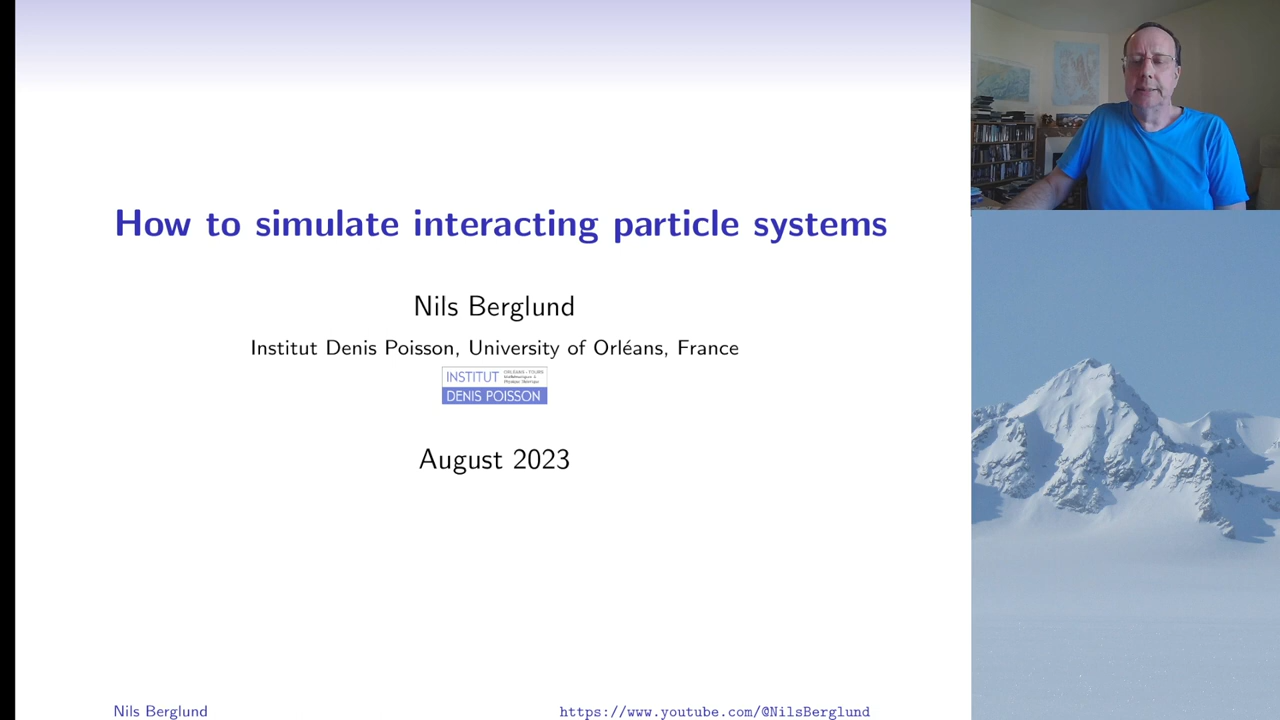 How to simulate interacting particle systems
Nils Berglund
Institut Denis Poisson, University of Orléans, France
INSTITUT
DENIS POISSON
August 2023
Nils Berglund
https://www.youtube.com/@NilsBerglund